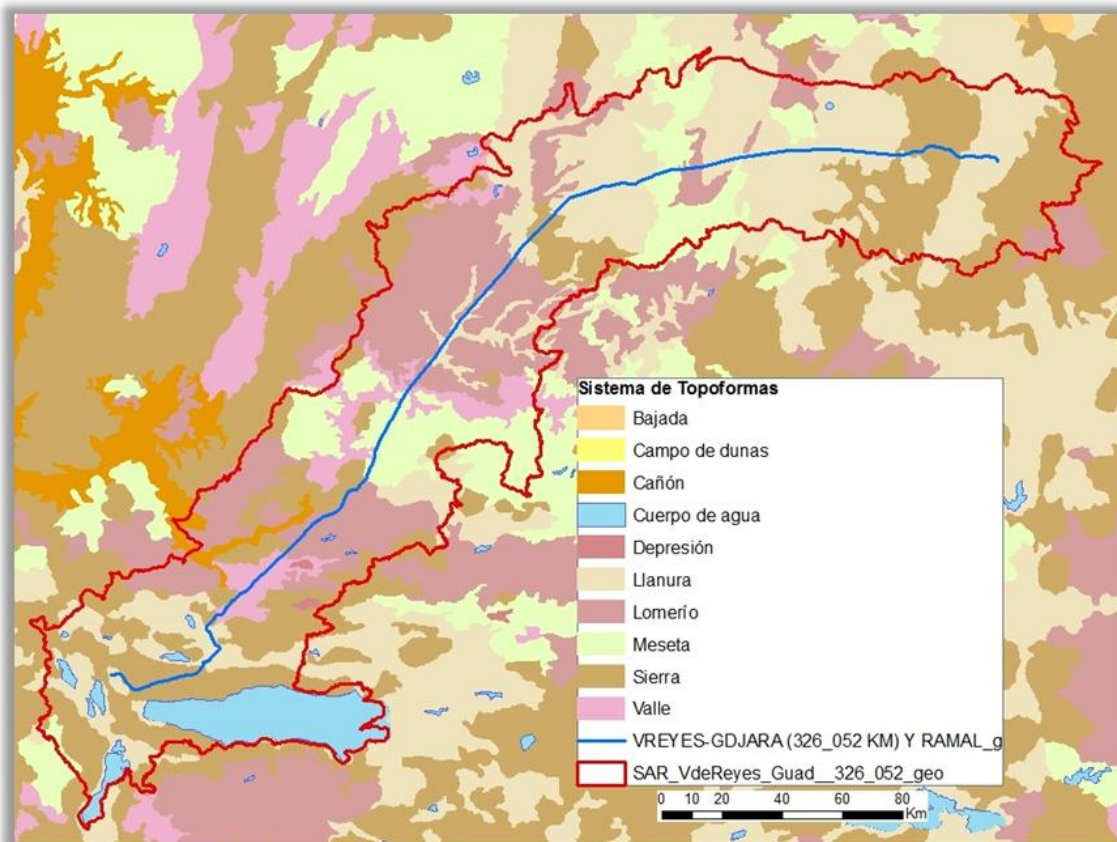 Sistema de Topoformas
Bajada
Campo de dunas
Cañón
Cuerpo de agua
Depresión
Llanura
Lomerío
Meseta
Sierra
Valle
VREYES-GDJARA (326_052 KM) Y RAMAL_g
SAR_VdeReyes_Guad__326_052_geo
0 10 20 40 60 80
Km